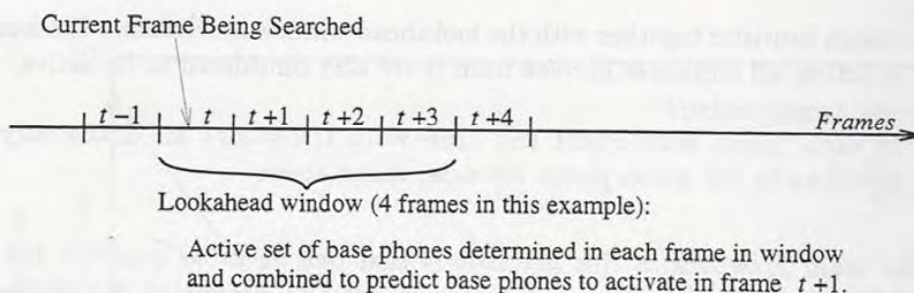 Current Frame Being Searched
t−1 t t+1 t+2 t+3 t+4 Frames
Lookahead window (4 frames in this example):
Active set of base phones determined in each frame in window
and combined to predict base phones to activate in frame t+1.